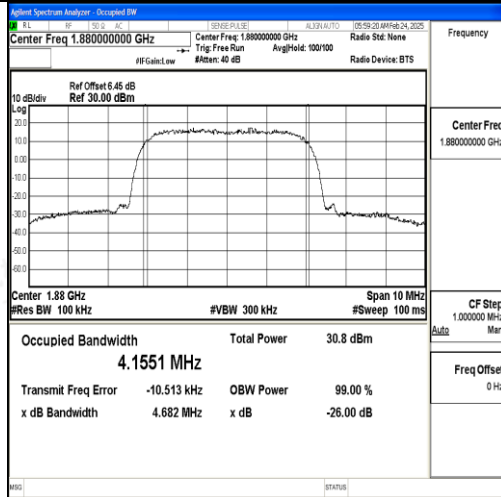 Agilent Spectrum Analyzer - Occupied BW
RL RF 50 Ω AC SENSE:PULSE ALIGN AUTO 05:59:20 AM Feb 24, 2025
Center Freq 1.880000000 GHz
Center Freq: 1.880000000 GHz
Radio Std: None
Trig: Free Run Avg|Hold: 100/100
#IFGain:Low
#Atten: 40 dB
Radio Device: BTS
Frequency
Ref Offset 6.45 dB
10 dB/div Ref 30.00 dBm
Log
20.0
10.0
0.00
-10.0
-20.0
-30.0
-40.0
-50.0
-60.0
Center Freq
1.880000000 GHz
Center 1.88 GHz Span 10 MHz
#Res BW 100 kHz #VBW 300 kHz #Sweep 100 ms
CF Step
1.000000 MHz
Auto Man
Occupied Bandwidth Total Power 30.8 dBm
4.1551 MHz
Transmit Freq Error -10.513 kHz OBW Power 99.00 %
x dB Bandwidth 4.682 MHz x dB -26.00 dB
Freq Offset
0 Hz
MSG STATUS